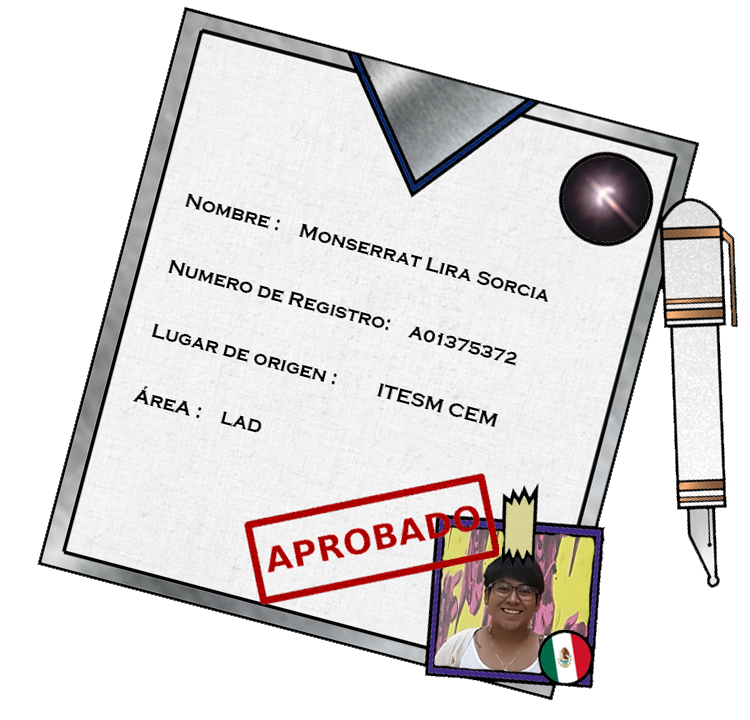 Nombre : Monserrat Lira Sorcia
Numero de Registro: A01375372
Lugar de origen : ITESM CEM
ÁreA : LAD
APROBADO